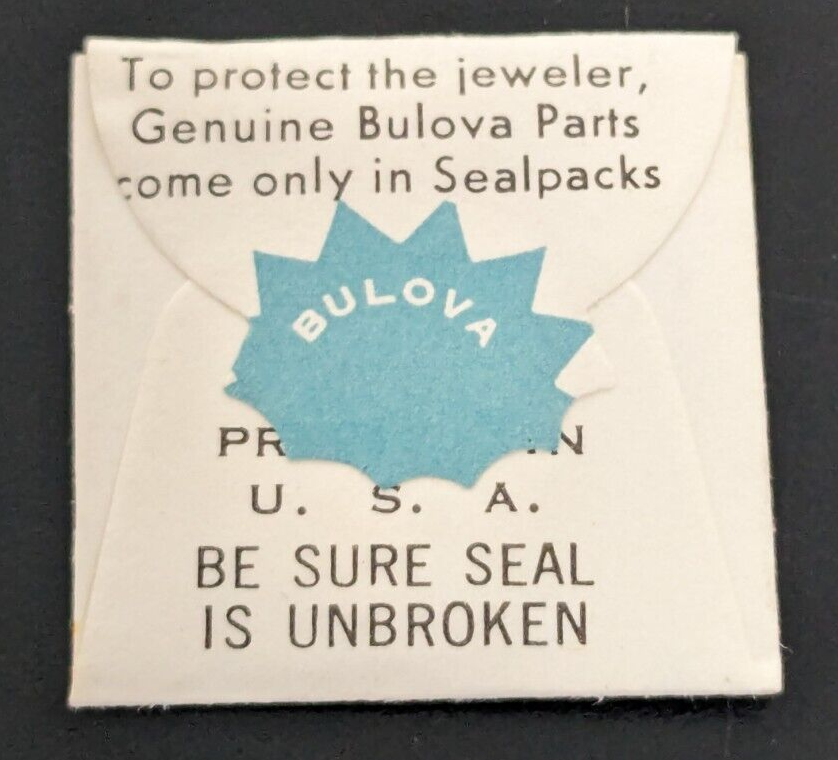 To protect the jeweler,
Genuine Bulova Parts
come only in Sealpacks
BULOVA
U. S. A.
BE SURE SEAL
IS UNBROKEN